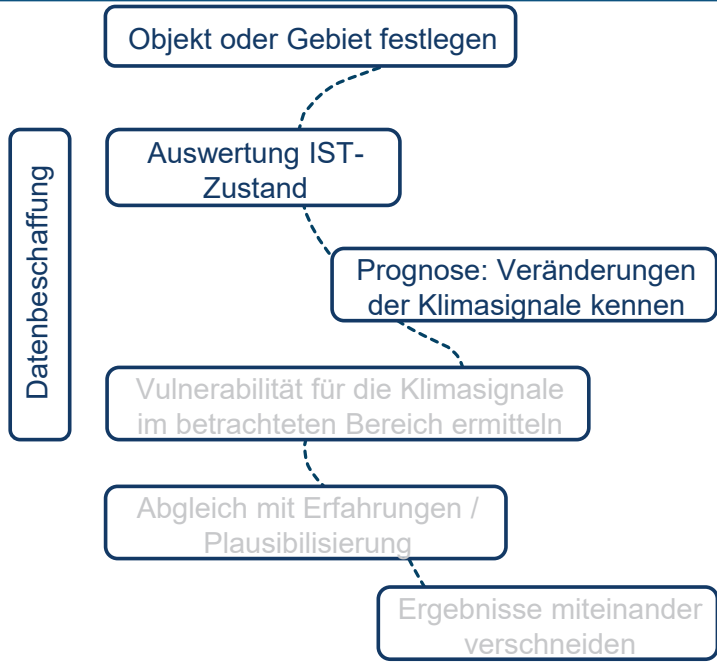 Objekt oder Gebiet festlegen
Datenbeschaffung
Auswertung IST-
Zustand
Prognose: Veränderungen
der Klimasignale kennen
Vulnerabilität für die Klimasignale
im betrachteten Bereich ermitteln
Abgleich mit Erfahrungen /
Plausibilisierung
Ergebnisse miteinander
verschneiden